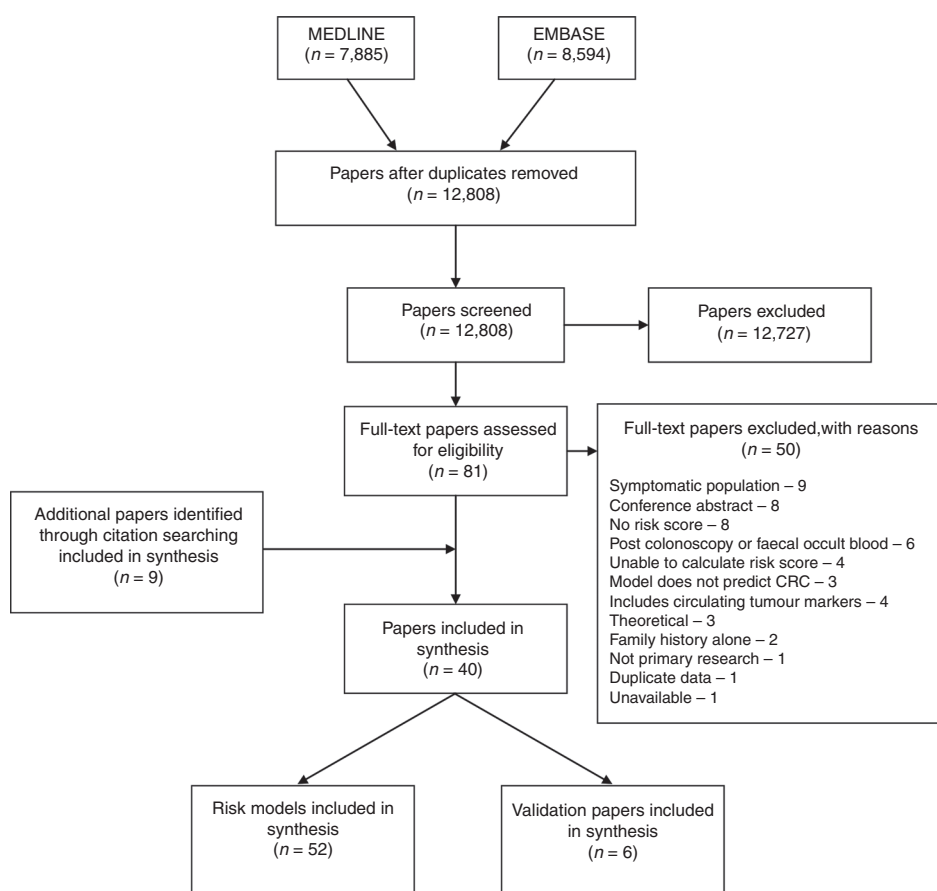 MEDLINE
(n = 7,885)
EMBASE
(n = 8,594)
Papers after duplicates removed
(n = 12,808)
Papers screened
(n = 12,808)
Papers excluded
(n = 12,727)
Full-text papers assessed
for eligibility
(n = 81)
Full-text papers excluded,with reasons
(n = 50)
Symptomatic population – 9
Conference abstract – 8
No risk score – 8
Post colonoscopy or faecal occult blood – 6
Unable to calculate risk score – 4
Model does not predict CRC – 3
Includes circulating tumour markers – 4
Theoretical – 3
Family history alone – 2
Not primary research – 1
Duplicate data – 1
Unavailable – 1
Additional papers identified
through citation searching
included in synthesis
(n = 9)
Papers included in
synthesis
(n = 40)
Risk models included in
synthesis
(n = 52)
Validation papers included
in synthesis
(n = 6)